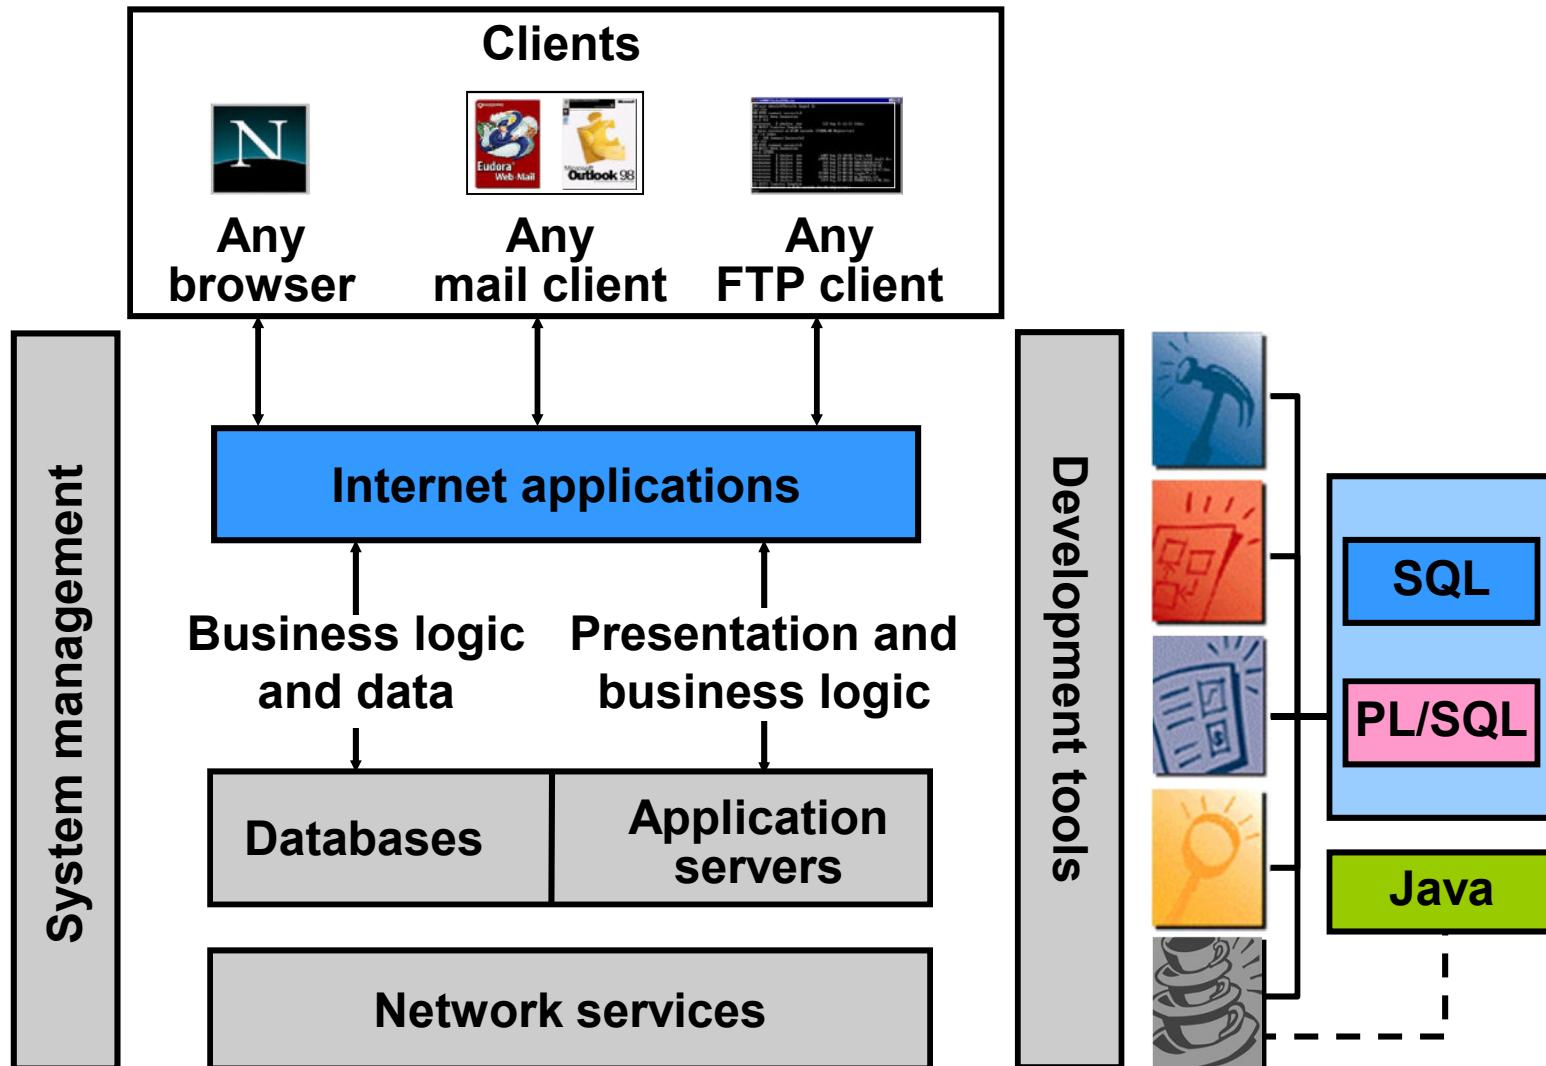 Clients
N
Eudora
Web-Mail
Microsoft
Outlook 98
Any
browser
Any
mail client
Any
FTP client
System management
Internet applications
Business logic
and data
Presentation and
business logic
Databases
Application
servers
Network services
Development tools
SQL
PL/SQL
Java